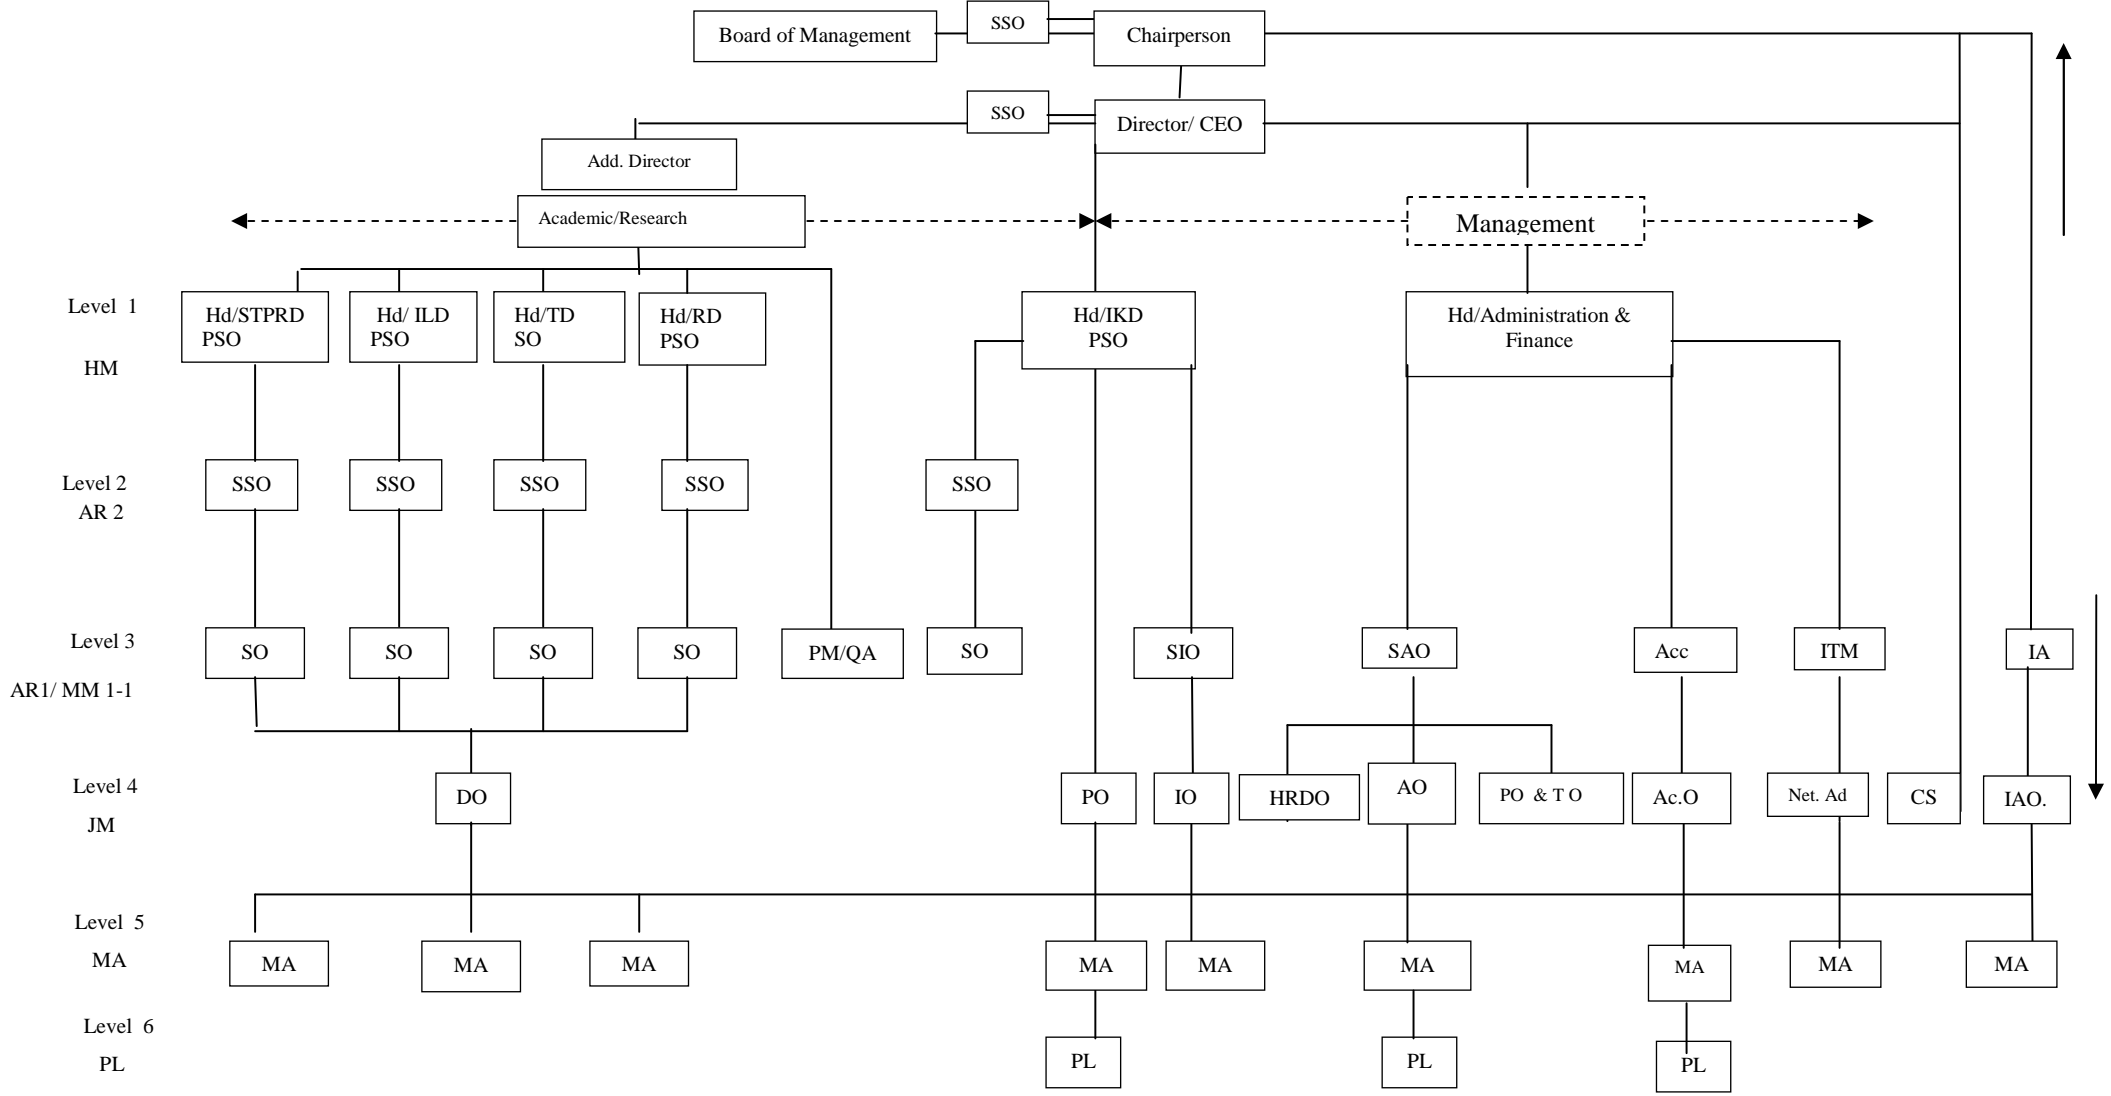 Board of Management
SSO
Chairperson
SSO
Director/ CEO
Add. Director
Academic/Research
Management
Level 1
HM
Hd/STPRD
PSO
Hd/ ILD
PSO
Hd/TD
SO
Hd/RD
PSO
Hd/IKD
PSO
Hd/Administration &
Finance
Level 2
AR 2
SSO
SSO
SSO
SSO
SSO
Level 3
AR1/ MM 1-1
SO
SO
SO
SO
PM/QA
SO
SIO
SAO
Acc
ITM
IA
Level 4
JM
DO
PO
IO
HRDO
AO
PO & T O
Ac.O
Net. Ad
CS
IAO.
Level 5
MA
MA
MA
MA
MA
MA
MA
MA
MA
MA
Level 6
PL
PL
PL
PL